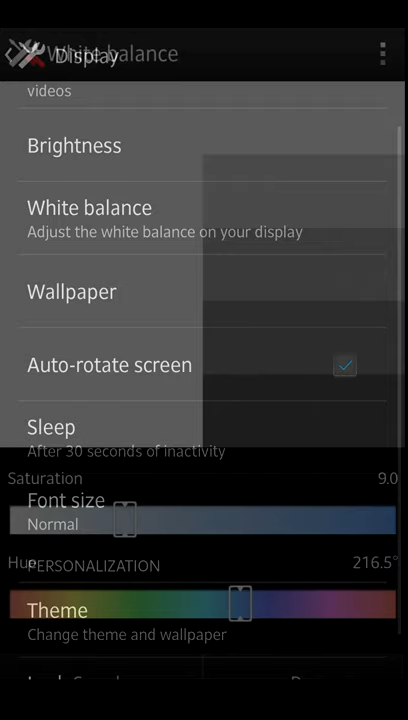 White balance
Display
videos
Brightness
White balance
Adjust the white balance on your display
Wallpaper
Auto-rotate screen
Sleep
After 30 seconds of inactivity
Saturation 9.0
Font size
Normal
Hue 216.5°
PERSONALIZATION
Theme
Change theme and wallpaper